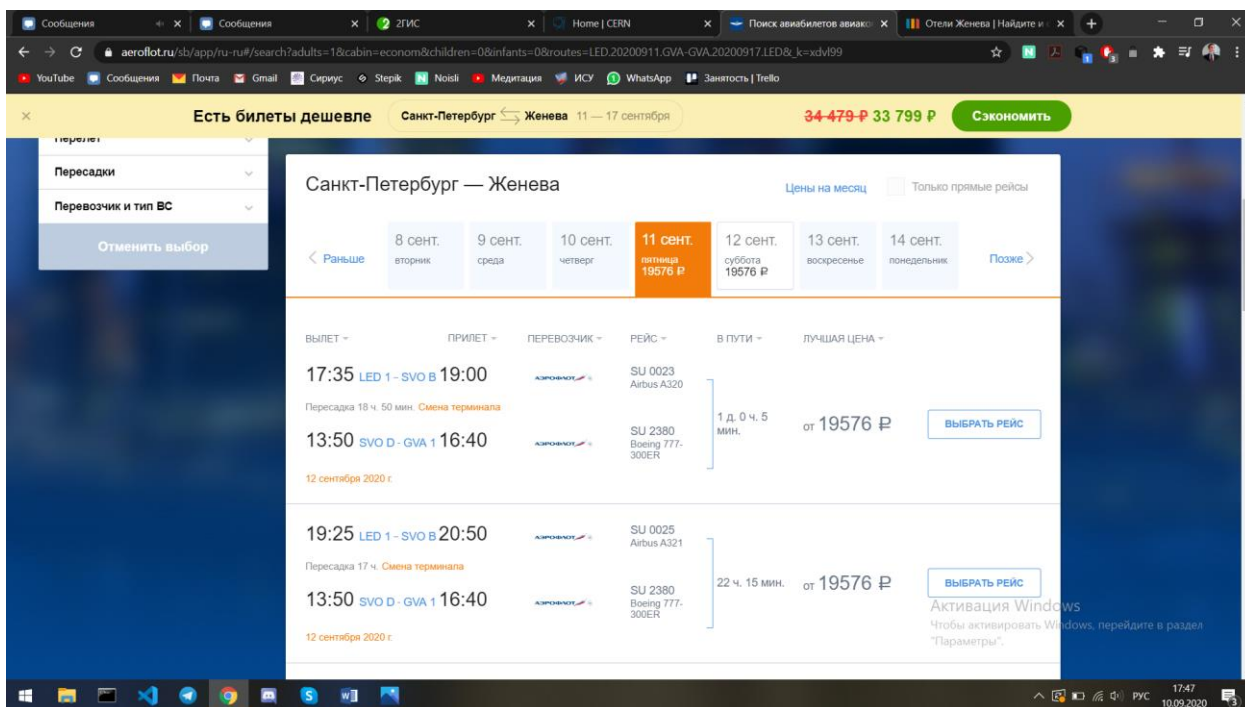 Сообщения
Сообщения
2ГИС
Home | CERN
Поиск авиабилетов авиако
Отели Женева | Найдите и
aeroflot.ru/sb/app/ru-ru#/search?adults=1&cabin=econom&children=0&infants=0&routes=LED.20200911.GVA-GVA.20200917.LED&_k=xdvl99
YouTube Сообщения Почта Gmail Сириус Stepik Noisli Медитация ИСУ WhatsApp Занятость | Trello
Есть билеты дешевле Санкт-Петербург Женева 11 — 17 сентября 34 479 ₽ 33 799 ₽ Сэкономить
Перелет
Пересадки
Перевозчик и тип ВС
Отменить выбор
Санкт-Петербург — Женева Цены на месяц Только прямые рейсы
Раньше
8 сент.
вторник
9 сент.
среда
10 сент.
четверг
11 сент.
пятница
19576 ₽
12 сент.
суббота
19576 ₽
13 сент.
воскресенье
14 сент.
понедельник
Позже
ВЫЛЕТ ПРИЛЕТ ПЕРЕВОЗЧИК РЕЙС В ПУТИ ЛУЧШАЯ ЦЕНА
17:35 LED 1 - SVO B 19:00 АЭРОФЛОТ SU 0023
Airbus A320
Пересадка 18 ч. 50 мин. Смена терминала
1 д. 0 ч. 5
мин.
от 19576 ₽ ВЫБРАТЬ РЕЙС
13:50 SVO D - GVA 1 16:40 АЭРОФЛОТ SU 2380
Boeing 777-
300ER
12 сентября 2020 г.
19:25 LED 1 - SVO B 20:50 АЭРОФЛОТ SU 0025
Airbus A321
Пересадка 17 ч. Смена терминала
22 ч. 15 мин. от 19576 ₽ ВЫБРАТЬ РЕЙС
13:50 SVO D - GVA 1 16:40 АЭРОФЛОТ SU 2380
Boeing 777-
300ER
12 сентября 2020 г.
Активация Windows
Чтобы активировать Windows, перейдите в раздел
"Параметры".
РУС
17:47
10.09.2020